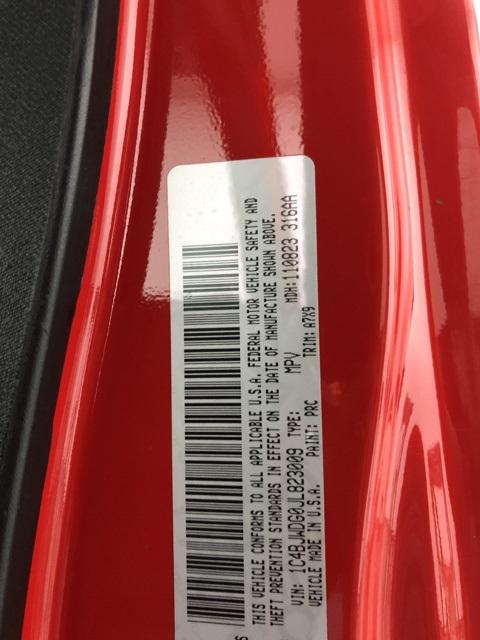 THIS VEHICLE CONFORMS TO ALL APPLICABLE U.S.A. FEDERAL MOTOR VEHICLE SAFETY AND
THEFT PREVENTION STANDARDS IN EFFECT ON THE DATE OF MANUFACTURE SHOWN ABOVE.
VIN: 1C4BJWDG0JL823009 TYPE: MPV MDH:110823 316AA
VEHICLE MADE IN U.S.A. PAINT: PRC TRIM: A7X9